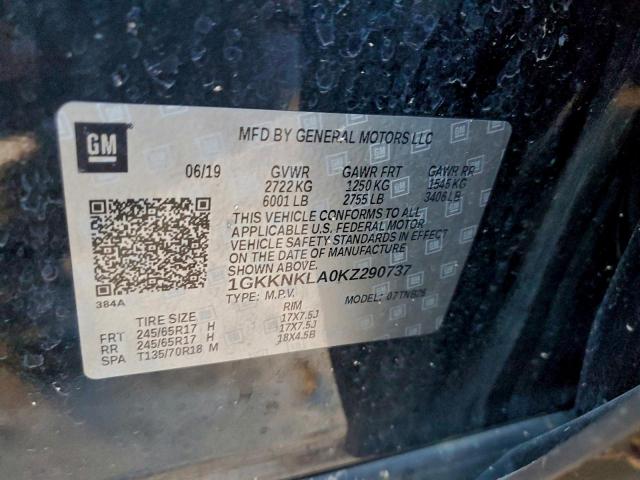 GM
MFD BY GENERAL MOTORS LLC
06/19 GVWR GAWR FRT GAWR RR
2722 KG 1250 KG 1545 KG
6001 LB 2755 LB 3406 LB
THIS VEHICLE CONFORMS TO ALL
APPLICABLE U.S. FEDERAL MOTOR
VEHICLE SAFETY STANDARDS IN EFFECT
ON THE DATE OF MANUFACTURE
SHOWN ABOVE.
1GKKNKLA0KZ290737
384A
TYPE: M.P.V. MODEL:
TIRE SIZE RIM
FRT 245/65R17 H 17X7.5J
RR 245/65R17 H 17X7.5J
SPA T135/70R18 M 18X4.5B